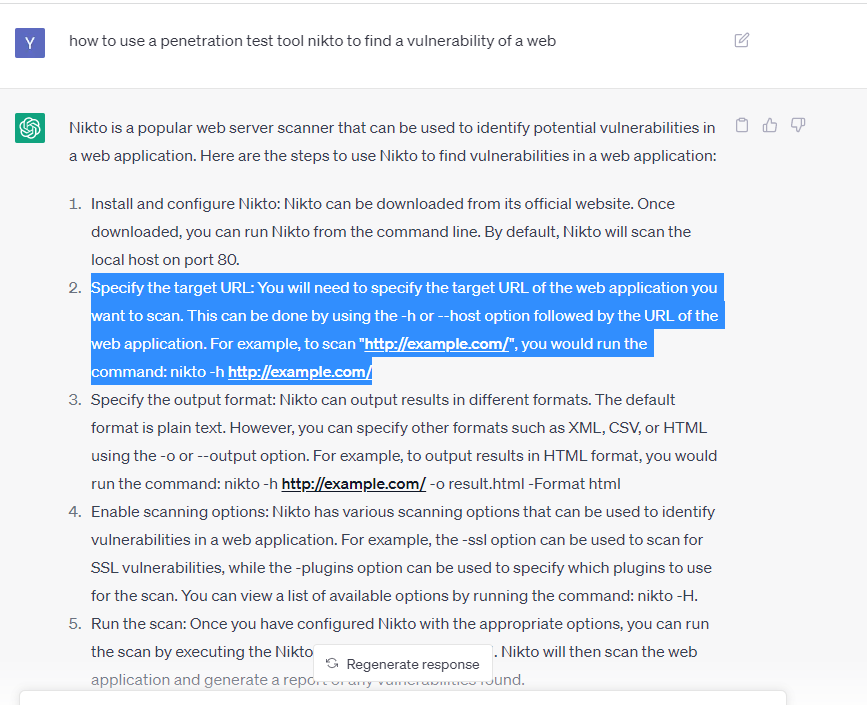 Y
how to use a penetration test tool nikto to find a vulnerability of a web
Nikto is a popular web server scanner that can be used to identify potential vulnerabilities in
a web application. Here are the steps to use Nikto to find vulnerabilities in a web application:
1. Install and configure Nikto: Nikto can be downloaded from its official website. Once
downloaded, you can run Nikto from the command line. By default, Nikto will scan the
local host on port 80.
2. Specify the target URL: You will need to specify the target URL of the web application you
want to scan. This can be done by using the -h or --host option followed by the URL of the
web application. For example, to scan "http://example.com/", you would run the
command: nikto -h http://example.com/
3. Specify the output format: Nikto can output results in different formats. The default
format is plain text. However, you can specify other formats such as XML, CSV, or HTML
using the -o or --output option. For example, to output results in HTML format, you would
run the command: nikto -h http://example.com/ -o result.html -Format html
4. Enable scanning options: Nikto has various scanning options that can be used to identify
vulnerabilities in a web application. For example, the -ssl option can be used to scan for
SSL vulnerabilities, while the -plugins option can be used to specify which plugins to use
for the scan. You can view a list of available options by running the command: nikto -H.
5. Run the scan: Once you have configured Nikto with the appropriate options, you can run
the scan by executing the Nikto . Nikto will then scan the web
Regenerate response
application and generate a report of any vulnerabilities found.